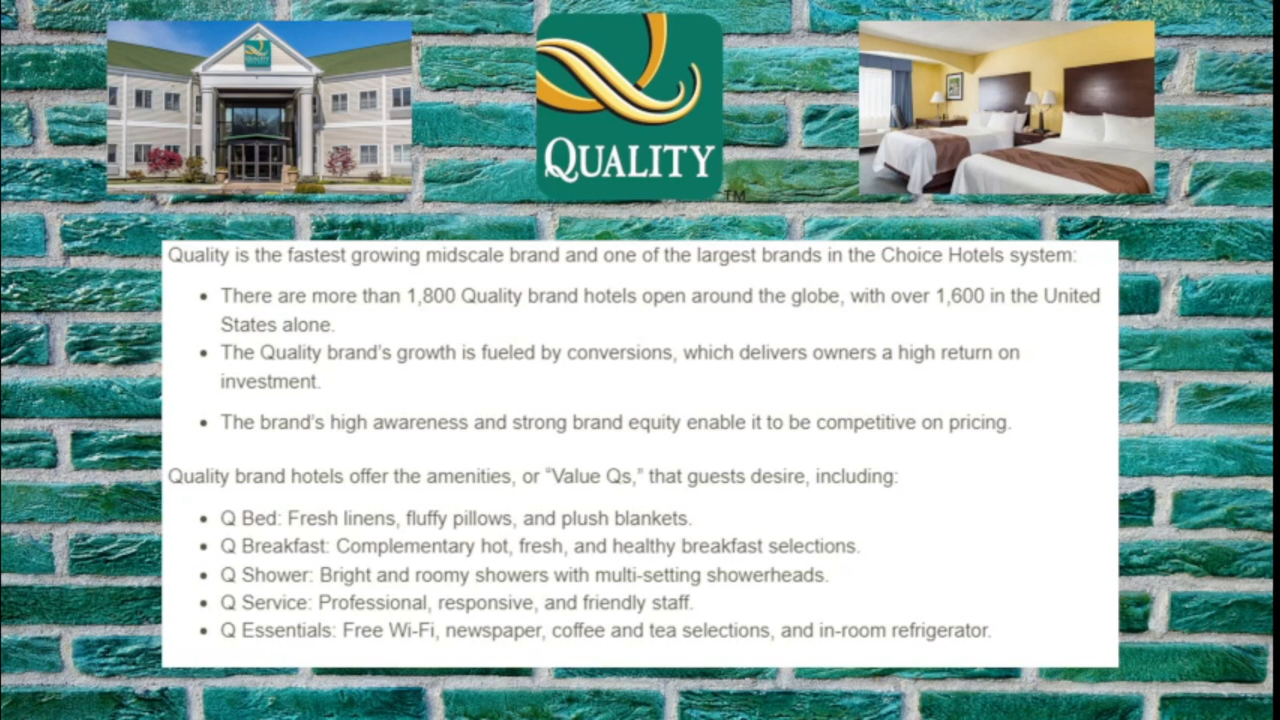 QUALITY
QUALITY
TM
Quality is the fastest growing midscale brand and one of the largest brands in the Choice Hotels system:
• There are more than 1,800 Quality brand hotels open around the globe, with over 1,600 in the United
States alone.
• The Quality brand's growth is fueled by conversions, which delivers owners a high return on
investment.
• The brand's high awareness and strong brand equity enable it to be competitive on pricing.
Quality brand hotels offer the amenities, or “Value Qs,” that guests desire, including:
• Q Bed: Fresh linens, fluffy pillows, and plush blankets.
• Q Breakfast: Complementary hot, fresh, and healthy breakfast selections.
• Q Shower: Bright and roomy showers with multi-setting showerheads.
• Q Service: Professional, responsive, and friendly staff.
• Q Essentials: Free Wi-Fi, newspaper, coffee and tea selections, and in-room refrigerator.